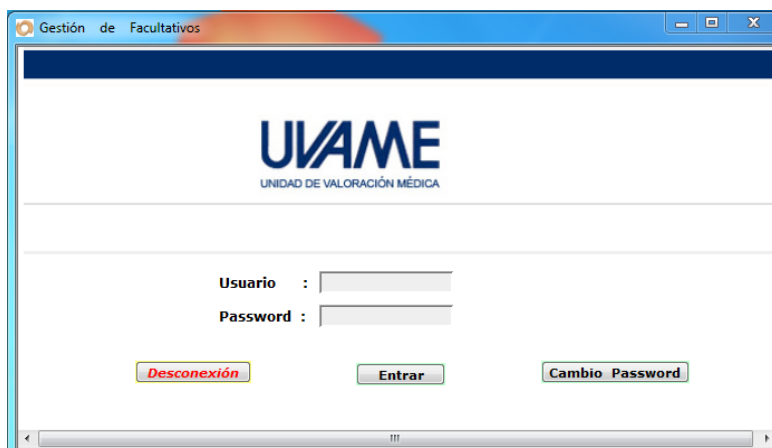 Gestión de Facultativos
UVAME
UNIDAD DE VALORACIÓN MÉDICA
Usuario :
Password :
Desconexión Entrar Cambio Password